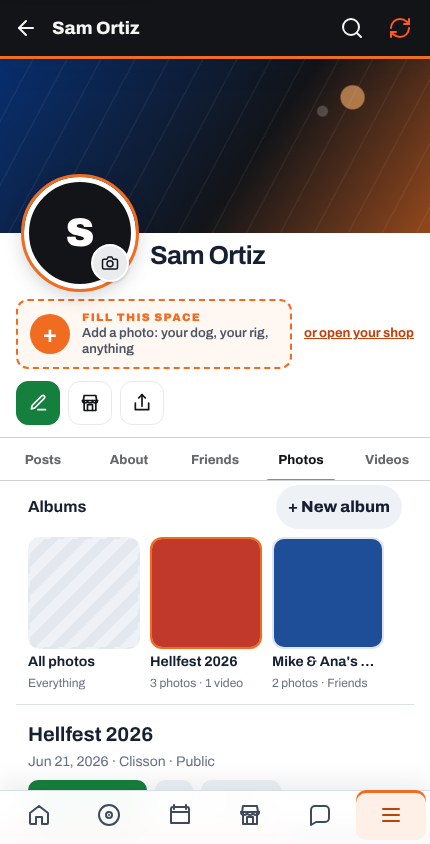 Sam Ortiz
S
Sam Ortiz
FILL THIS SPACE
+
Add a photo: your dog, your rig,
anything
or open your shop
Posts
About
Friends
Photos
Videos
Albums
+ New album
All photos
Hellfest 2026
Mike & Ana's ...
Everything
3 photos · 1 video
2 photos · Friends
Hellfest 2026
Jun 21, 2026 · Clisson · Public